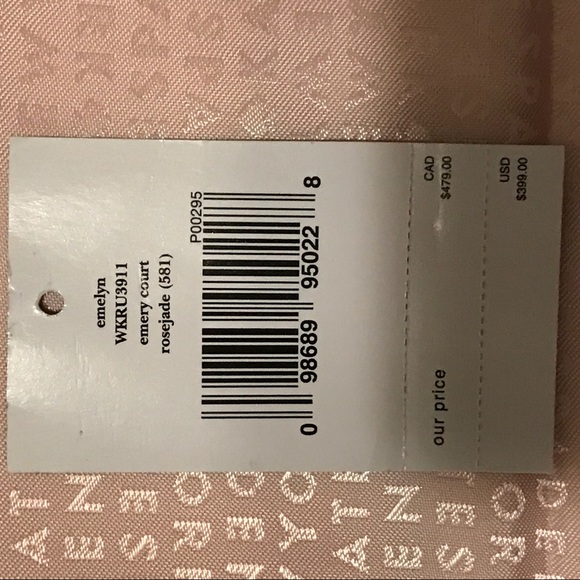 emelyn
WKRU3911
emery court
rosejade (581)
P00295
0 98689 95022 8
our price
CAD
$479.00
USD
$399.00